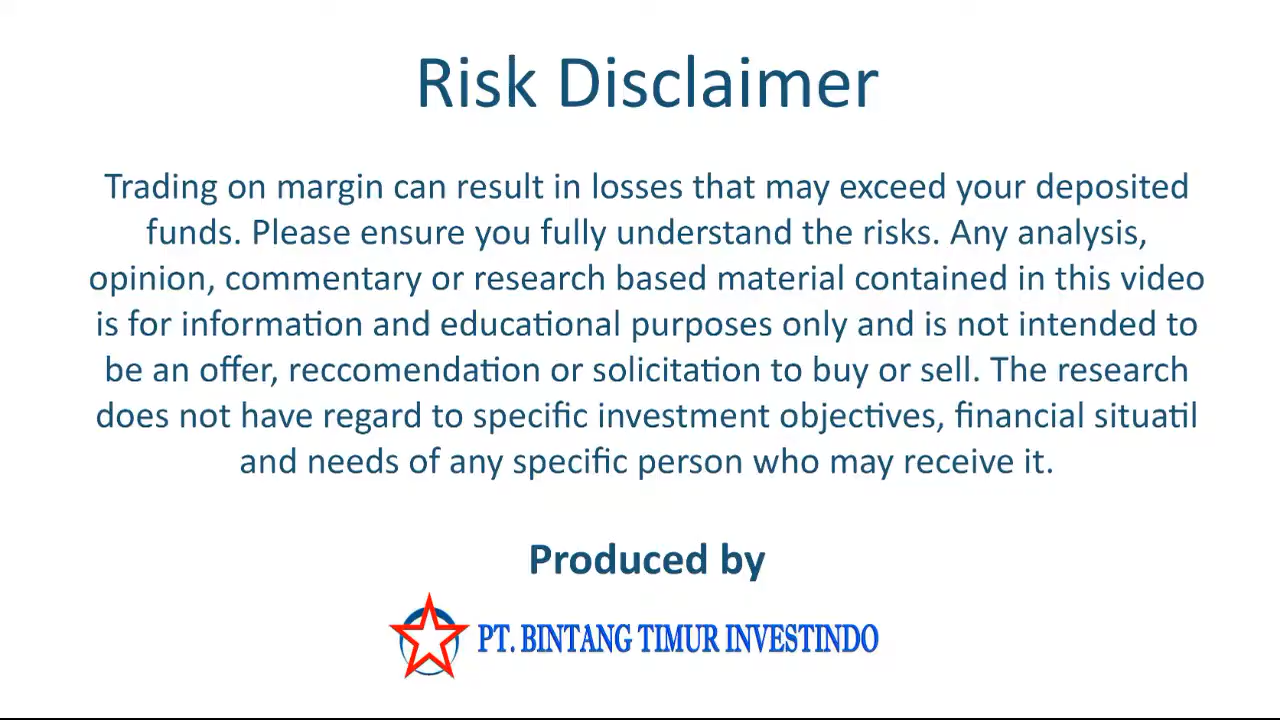 Risk Disclaimer
Trading on margin can result in losses that may exceed your deposited
funds. Please ensure you fully understand the risks. Any analysis,
opinion, commentary or research based material contained in this video
is for information and educational purposes only and is not intended to
be an offer, reccomendation or solicitation to buy or sell. The research
does not have regard to specific investment objectives, financial situatil
and needs of any specific person who may receive it.
Produced by
PT. BINTANG TIMUR INVESTINDO